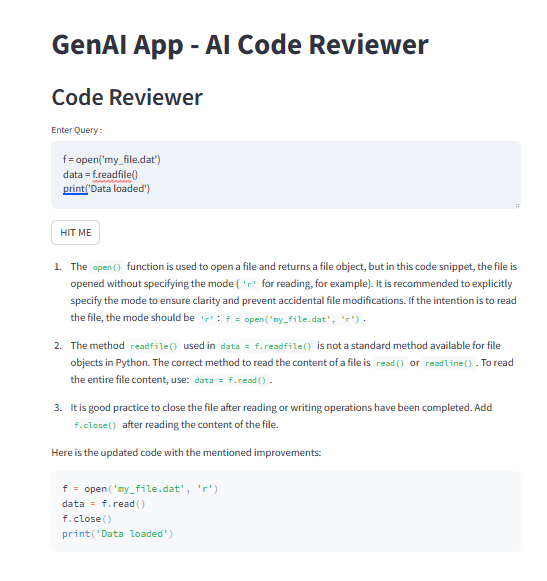 GenAI App - AI Code Reviewer
Code Reviewer
Enter Query :
f = open('my_file.dat')
data = f.readfile()
print('Data loaded')
HIT ME
1. The open() function is used to open a file and returns a file object, but in this code snippet, the file is
opened without specifying the mode ( 'r' for reading, for example). It is recommended to explicitly
specify the mode to ensure clarity and prevent accidental file modifications. If the intention is to read
the file, the mode should be 'r' : f = open('my_file.dat', 'r') .
2. The method readfile() used in data = f.readfile() is not a standard method available for file
objects in Python. The correct method to read the content of a file is read() or readline() . To read
the entire file content, use: data = f.read() .
3. It is good practice to close the file after reading or writing operations have been completed. Add
f.close() after reading the content of the file.
Here is the updated code with the mentioned improvements:
f = open('my_file.dat', 'r')
data = f.read()
f.close()
print('Data loaded')